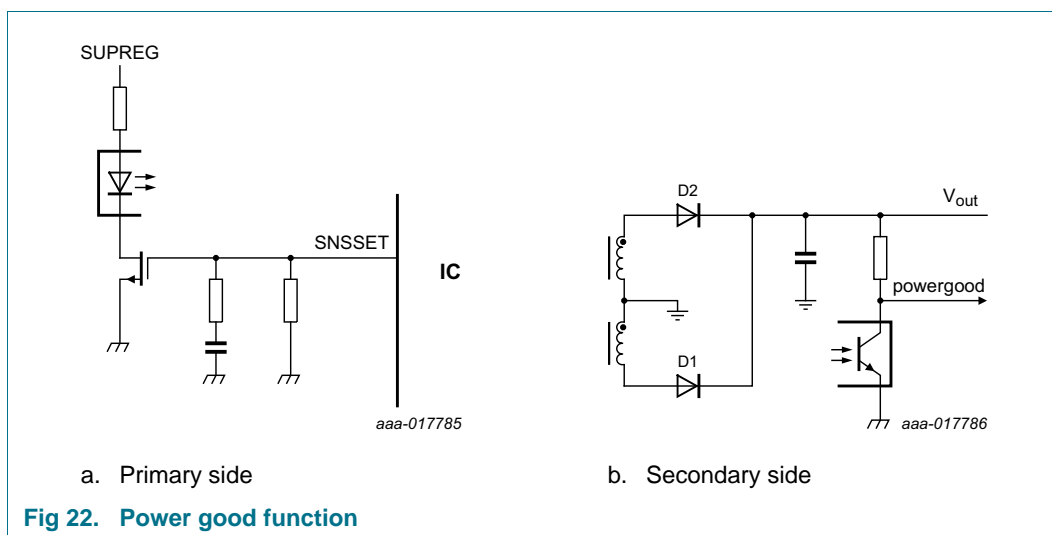 SUPREG
SNSSET
IC
aaa-017785
D2
Vout
powergood
D1
aaa-017786
a. Primary side
b. Secondary side
Fig 22. Power good function